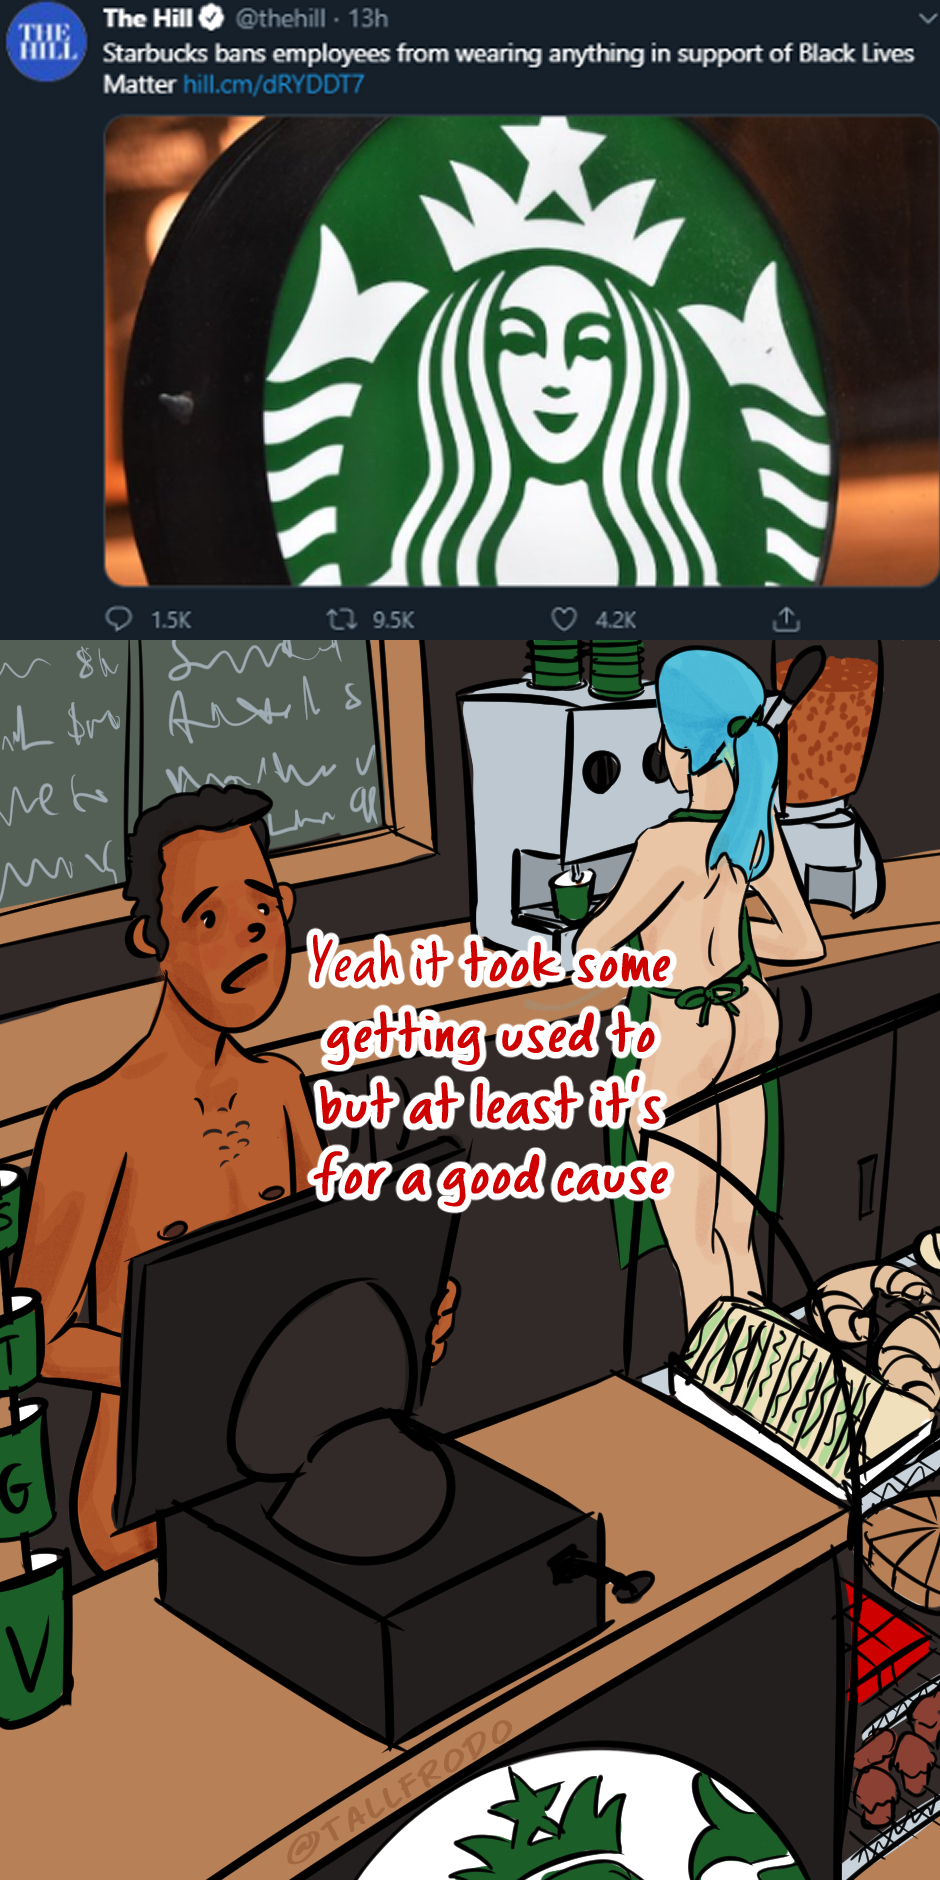 The Hill @thehill · 13h
Starbucks bans employees from wearing anything in support of Black Lives
Matter hill.cm/dRYDDT7
THE
HILL
1.5K 9.5K 4.2K
Yeah it took some
getting used to
but at least it's
for a good cause
S
T
G
V
@TALLFRODO